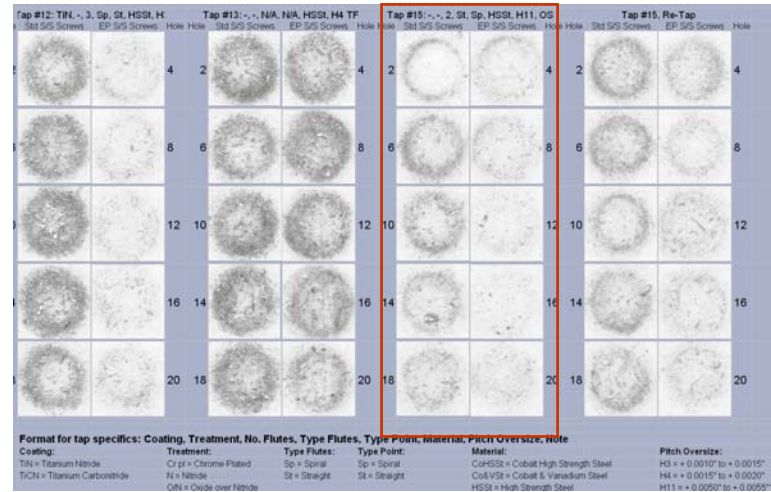 Tap #12: TiN, -, 3, Sp, St, HSSt, H Tap #13: -, -, N/A, N/A, HSSt, H4 TF Tap #15: -, -, 2, St, Sp, HSSt, H11, OS Tap #15, Re-Tap
Std S/S Screws EP S/S Screws Hole Hole Std S/S Screws EP S/S Screws Hole Hole Std S/S Screws EP S/S Screws Hole Hole Std S/S Screws EP S/S Screws Hole
4 2 4 2 4 2 4
8 6 8 6 8 6 8
12 10 12 10 12 10 12
16 14 16 14 16 14 16
20 18 20 18 20 18 20
Format for tap specifics: Coating, Treatment, No. Flutes, Type Flutes, Type Point, Material, Pitch Oversize, Note
Coating: Treatment: Type Flutes: Type Point: Material: Pitch Oversize:
TiN = Titanium Nitride Cr pl = Chrome Plated Sp = Spiral Sp = Spiral CoHSSt = Cobalt High Strength Steel H3 = + 0.0010" to + 0.0015"
TiCN = Titanium Carbonitride N = Nitride St = Straight St = Straight Co&VSt = Cobalt & Vanadium Steel H4 = + 0.0015" to + 0.0020"
O/N = Oxide over Nitride HSSt = High Strength Steel H11 = + 0.0050" to + 0.0055"